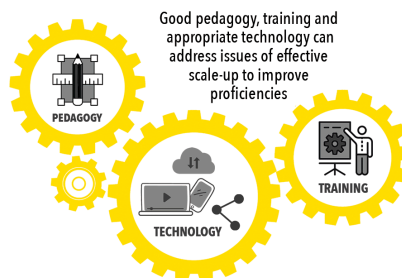 Good pedagogy, training and
appropriate technology can
address issues of effective
scale-up to improve
proficiencies
PEDAGOGY
TECHNOLOGY
TRAINING